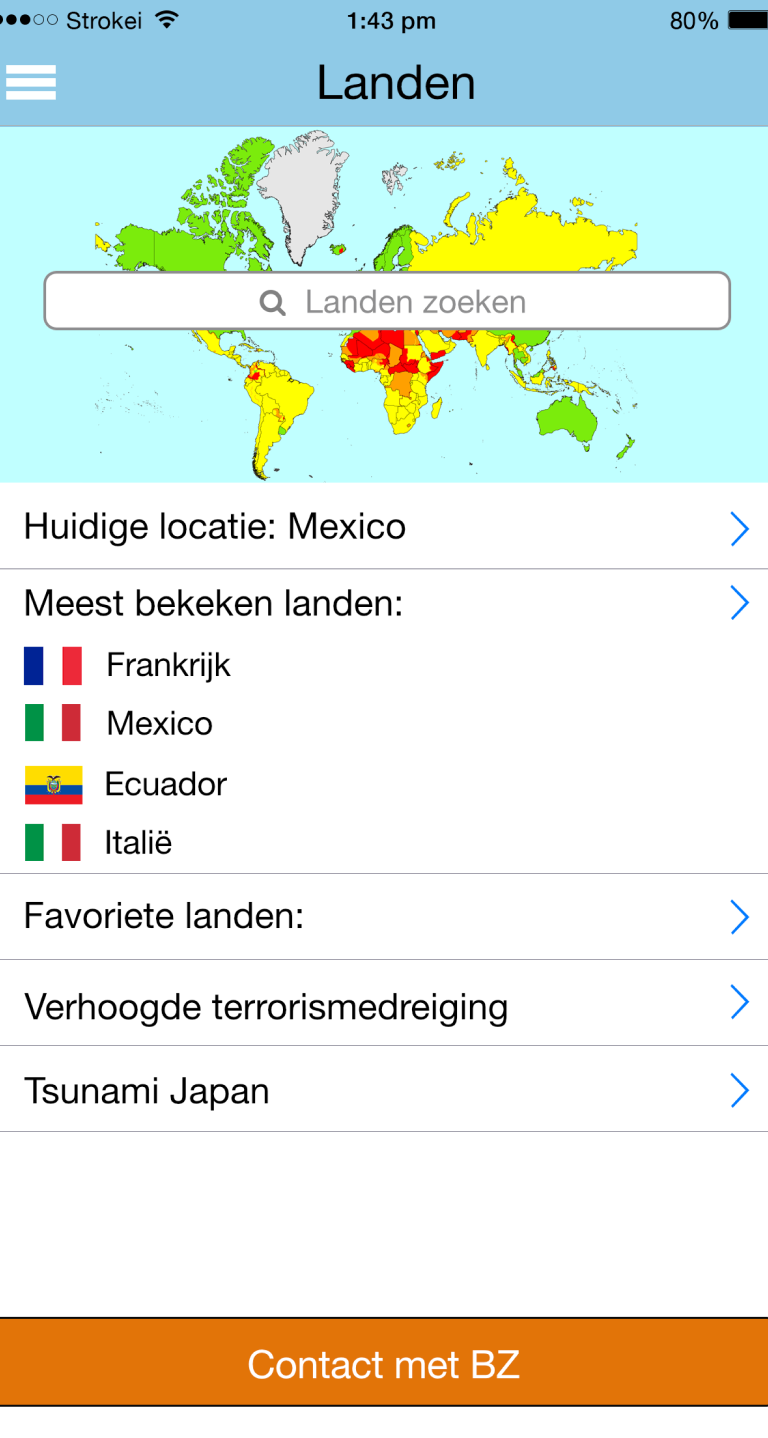 Strokei 1:43 pm 80%
Landen
Landen zoeken
Huidige locatie: Mexico
Meest bekeken landen:
Frankrijk
Mexico
Ecuador
Italië
Favoriete landen:
Verhoogde terrorismedreiging
Tsunami Japan
Contact met BZ